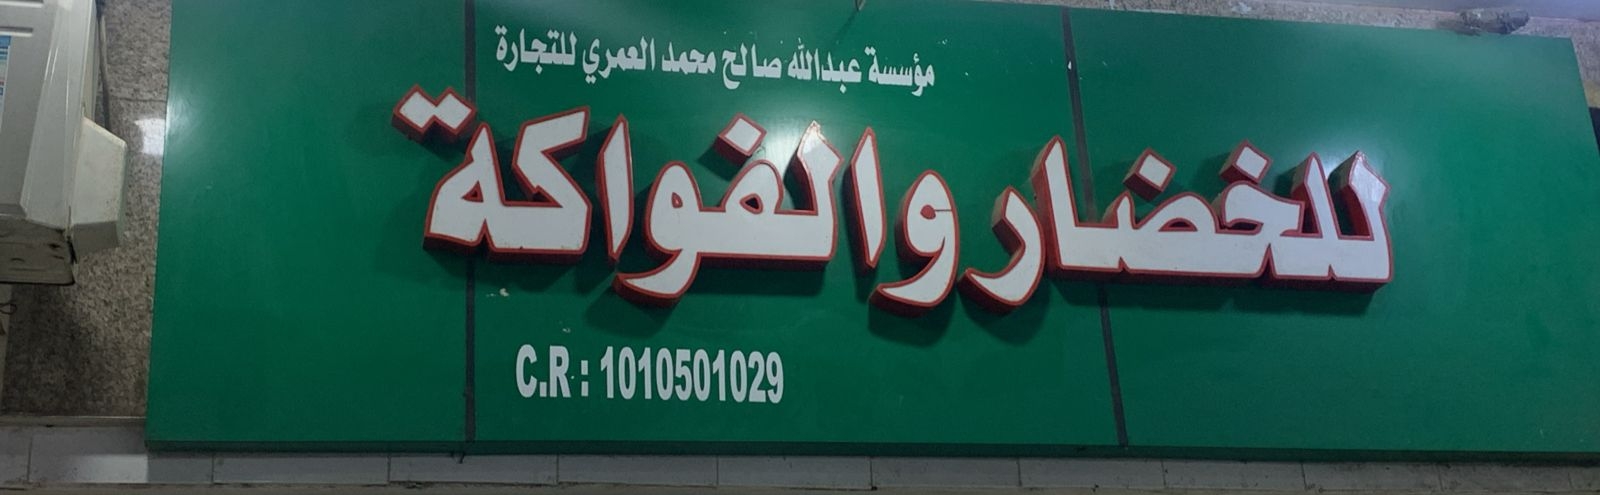 مؤسسة عبدالله صالح محمد العمري للتجارة
للخضار والفواكة
C.R : 1010501029